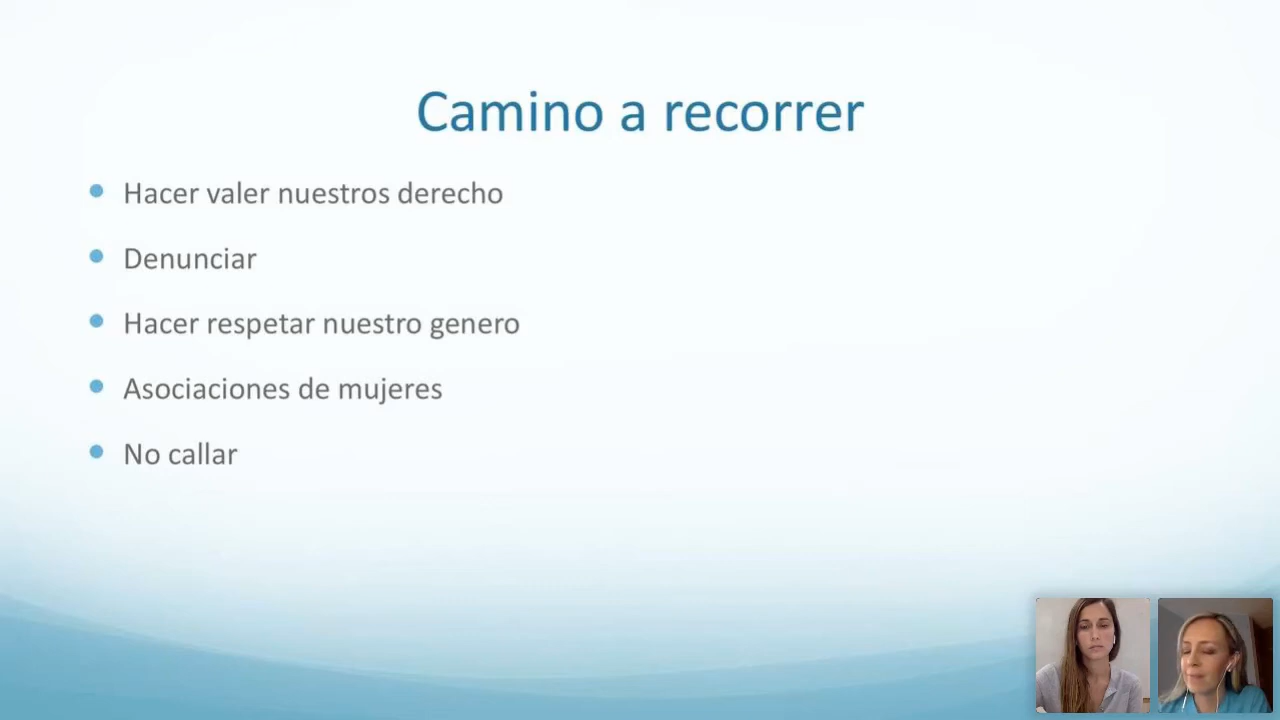 Camino a recorrer
Hacer valer nuestros derecho
Denunciar
Hacer respetar nuestro genero
Asociaciones de mujeres
No callar